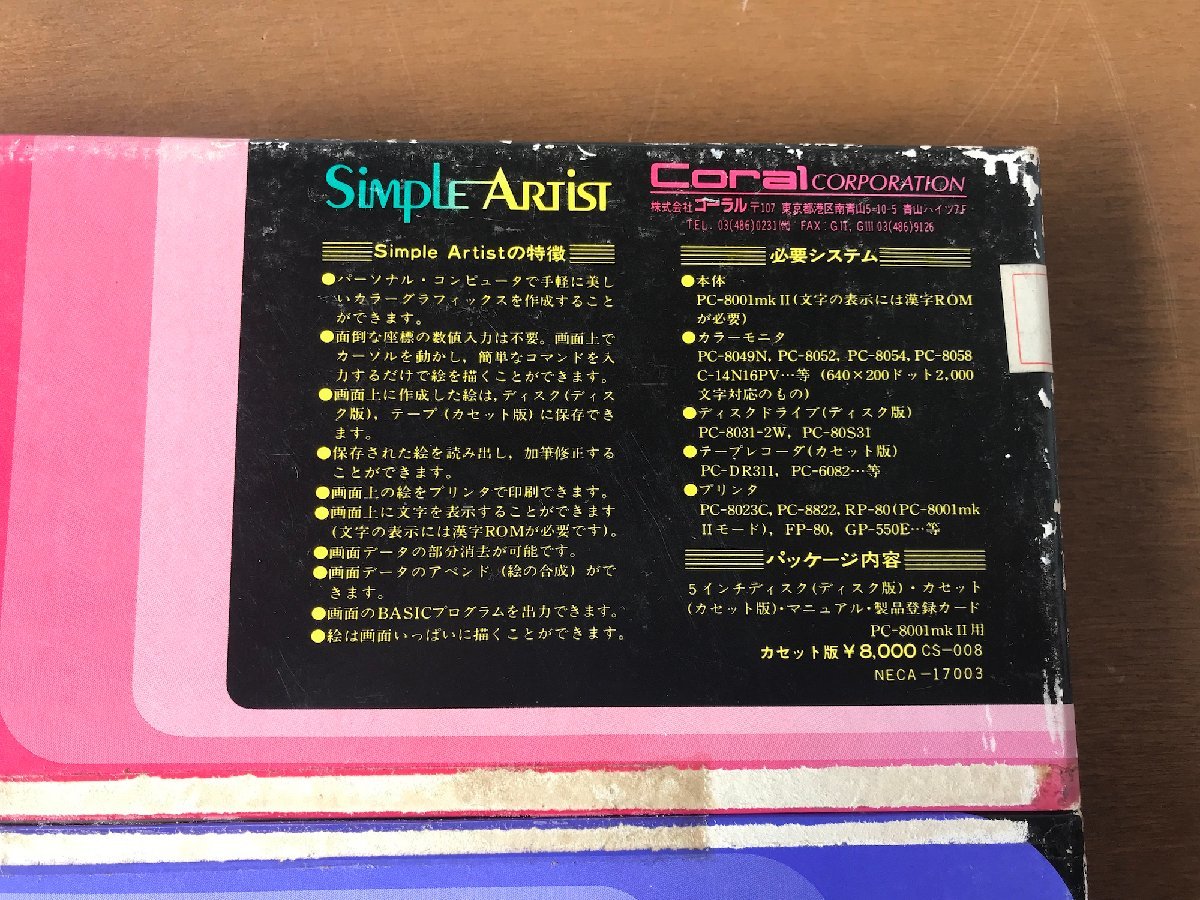 Simple Artist
Simple Artistの特徴
●パーソナル・コンピュータで手軽に美し
いカラーグラフィックスを作成すること
ができます。
●面倒な座標の数値入力は不要。画面上で
カーソルを動かし，簡単なコマンドを入
力するだけで絵を描くことができます。
●画面上に作成した絵は，ディスク(ディス
ク版)，テープ(カセット版)に保存でき
ます。
●保存された絵を読み出し，加筆修正する
ことができます。
●画面上の絵をプリンタで印刷できます。
●画面上に文字を表示することができます
(文字の表示には漢字ROMが必要です)。
●画面データの部分消去が可能です。
●画面データのアペンド(絵の合成)がで
きます。
●画面のBASICプログラムを出力できます。
●絵は画面いっぱいに描くことができます。
Coral CORPORATION
株式会社 コーラル 〒107 東京都港区南青山5-10-5 青山ハイツ7F
TEL. 03(486)0231㈹ FAX：GII, GIII 03(486)9126
必要システム
●本体
PC-8001mkⅡ(文字の表示には漢字ROM
が必要)
●カラーモニタ
PC-8049N, PC-8052, PC-8054, PC-8058
C-14N16PV…等 (640×200ドット2,000
文字対応のもの)
●ディスクドライブ(ディスク版)
PC-8031-2W, PC-80S31
●テープレコーダ(カセット版)
PC-DR311, PC-6082…等
●プリンタ
PC-8023C, PC-8822, RP-80(PC-8001mk
Ⅱモード), FP-80, GP-550E…等
パッケージ内容
5インチディスク(ディスク版)・カセット
(カセット版)・マニュアル・製品登録カード
PC-8001mkⅡ用
カセット版￥8,000 CS-008
NECA-17003